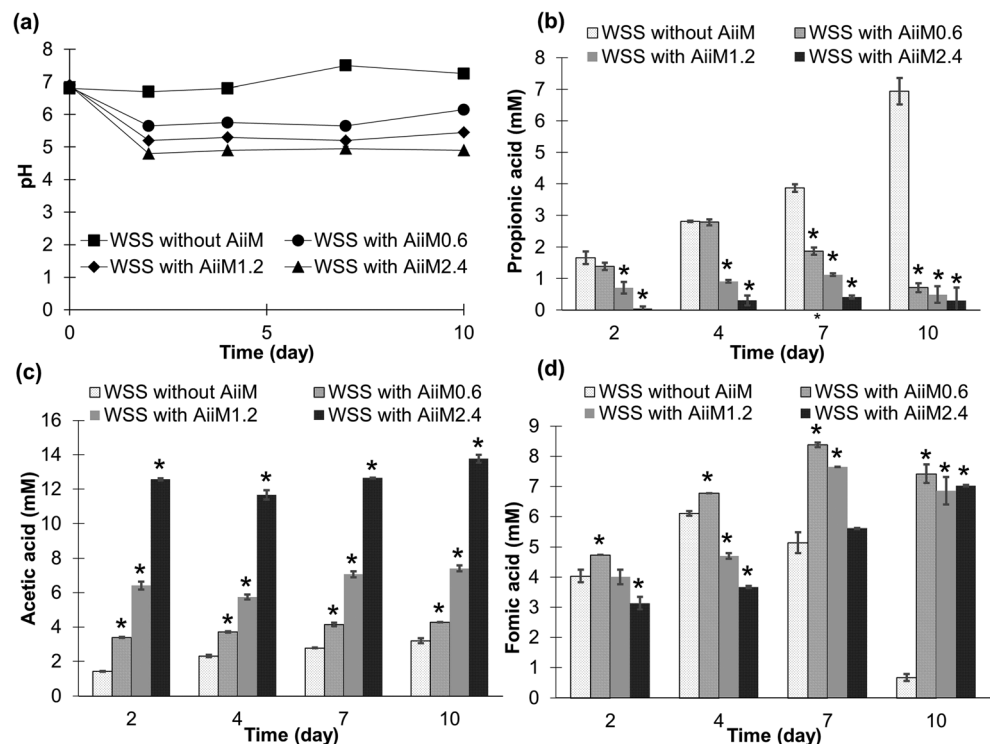 (a)
8
7
6
5
4
3
2
1
0
pH
WSS without AiiM WSS with AiiM0.6
WSS with AiiM1.2 WSS with AiiM2.4
0 5 10
Time (day)
(b)
WSS without AiiM WSS with AiiM0.6
WSS with AiiM1.2 WSS with AiiM2.4
8
7
6
5
4
3
2
1
0
Propionic acid (mM)
* *
* *
* * *
* * *
2 4 7 10
*
Time (day)
(c)
WSS without AiiM WSS with AiiM0.6
WSS with AiiM1.2 WSS with AiiM2.4
16
14
12
10
8
6
4
2
0
Acetic acid (mM)
* * *
* * *
* * *
* * *
2 4 7 10
Time (day)
(d)
WSS without AiiM WSS with AiiM0.6
WSS with AiiM1.2 WSS with AiiM2.4
9
8
7
6
5
4
3
2
1
0
Fomic acid (mM)
* *
* * *
* *
* * *
2 4 7 10
Time (day)